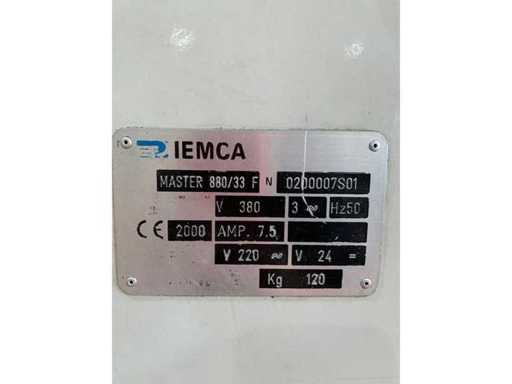 IEMCA
MASTER 880/33 F N 0200007S01
V 380 3 Hz50
CE 2000 AMP. 7.5
V 220 V 24 =
Kg 120